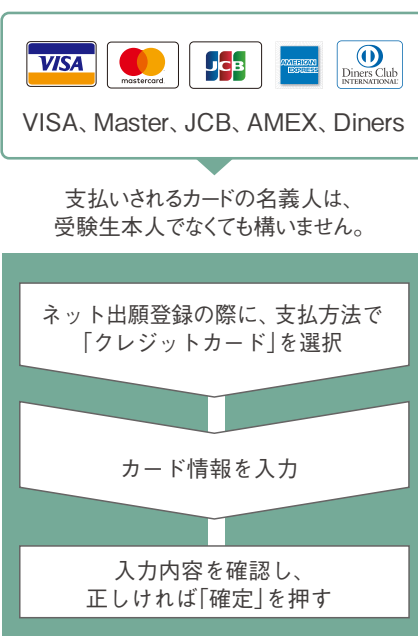 VISA
mastercard
JCB
AMERICAN EXPRESS
Diners Club
INTERNATIONAL
VISA、Master、JCB、AMEX、Diners
支払いされるカードの名義人は、
受験生本人でなくても構いません。
ネット出願登録の際に、支払方法で
「クレジットカード」を選択
カード情報を入力
入力内容を確認し、
正しければ「確定」を押す